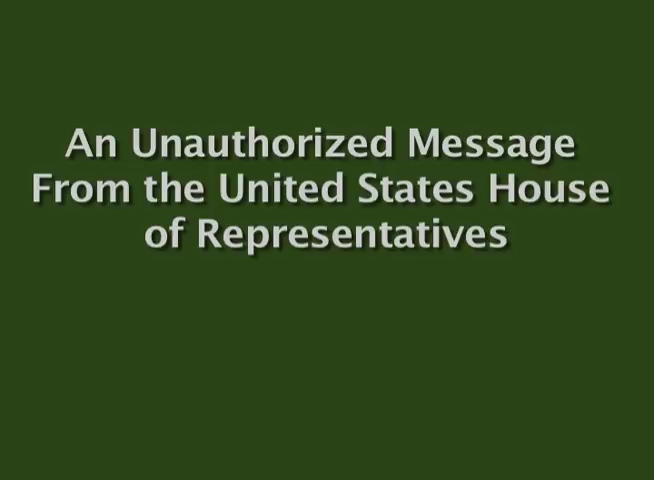 An Unauthorized Message
From the United States House
of Representatives